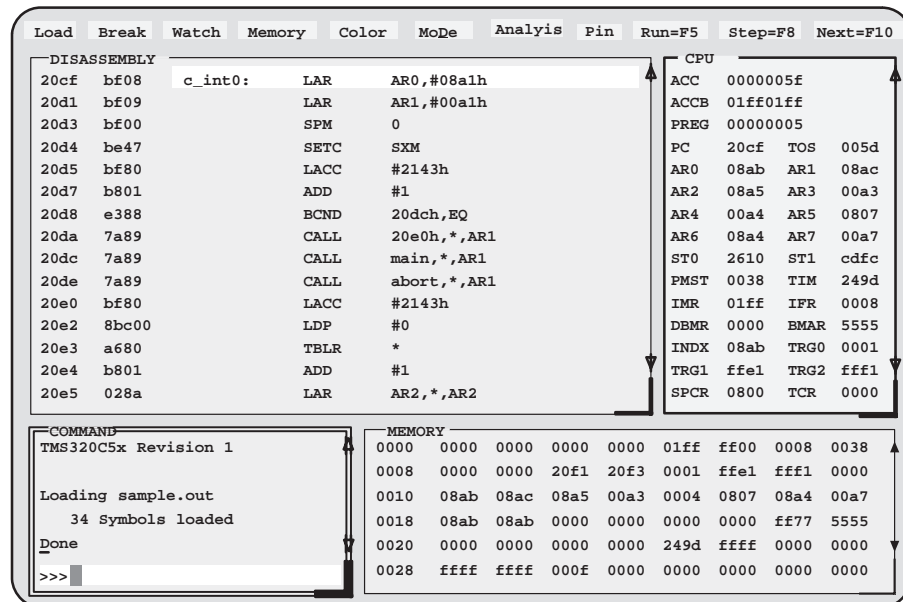 Load Break Watch Memory Color MoDe Analyis Pin Run=F5 Step=F8 Next=F10
DISASSEMBLY
20cf bf08 c_int0: LAR AR0,#08a1h
20d1 bf09 LAR AR1,#00a1h
20d3 bf00 SPM 0
20d4 be47 SETC SXM
20d5 bf80 LACC #2143h
20d7 b801 ADD #1
20d8 e388 BCND 20dch,EQ
20da 7a89 CALL 20e0h,*,AR1
20dc 7a89 CALL main,*,AR1
20de 7a89 CALL abort,*,AR1
20e0 bf80 LACC #2143h
20e2 8bc00 LDP #0
20e3 a680 TBLR *
20e4 b801 ADD #1
20e5 028a LAR AR2,*,AR2
CPU
ACC 0000005f
ACCB 01ff01ff
PREG 00000005
PC 20cf TOS 005d
AR0 08ab AR1 08ac
AR2 08a5 AR3 00a3
AR4 00a4 AR5 0807
AR6 08a4 AR7 00a7
ST0 2610 ST1 cdfc
PMST 0038 TIM 249d
IMR 01ff IFR 0008
DBMR 0000 BMAR 5555
INDX 08ab TRG0 0001
TRG1 ffe1 TRG2 fff1
SPCR 0800 TCR 0000
COMMAND
TMS320C5x Revision 1
Loading sample.out
34 Symbols loaded
Done
>>>
MEMORY
0000 0000 0000 0000 0000 01ff ff00 0008 0038
0008 0000 0000 20f1 20f3 0001 ffe1 fff1 0000
0010 08ab 08ac 08a5 00a3 0004 0807 08a4 00a7
0018 08ab 08ab 0000 0000 0000 0000 ff77 5555
0020 0000 0000 0000 0000 249d ffff 0000 0000
0028 ffff ffff 000f 0000 0000 0000 0000 0000